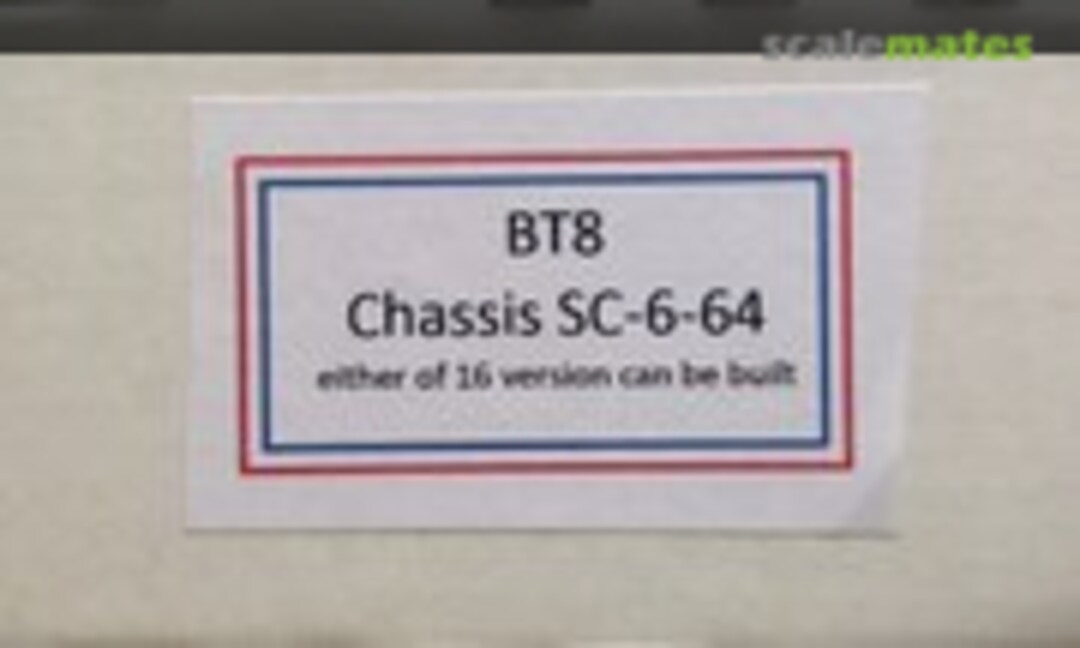 scalemates
BT8
Chassis SC-6-64
either of 16 version can be built